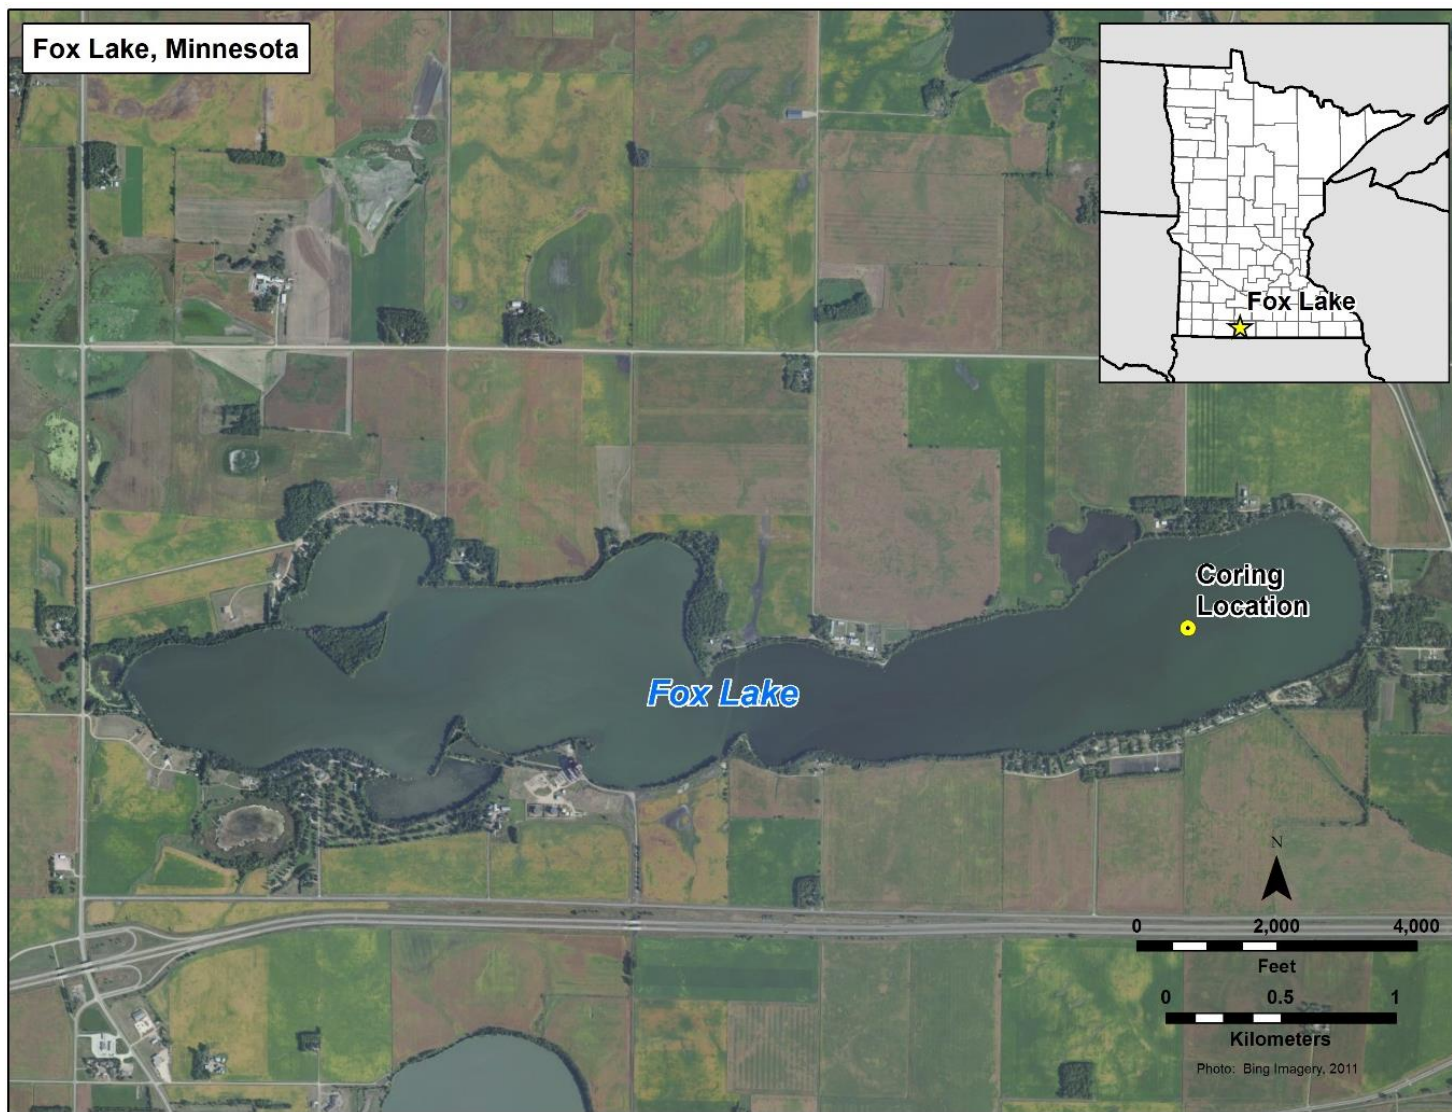 Fox Lake, Minnesota
Fox Lake
Coring
Location
Fox Lake
N
0 2,000 4,000
Feet
0 0.5 1
Kilometers
Photo: Bing Imagery, 2011